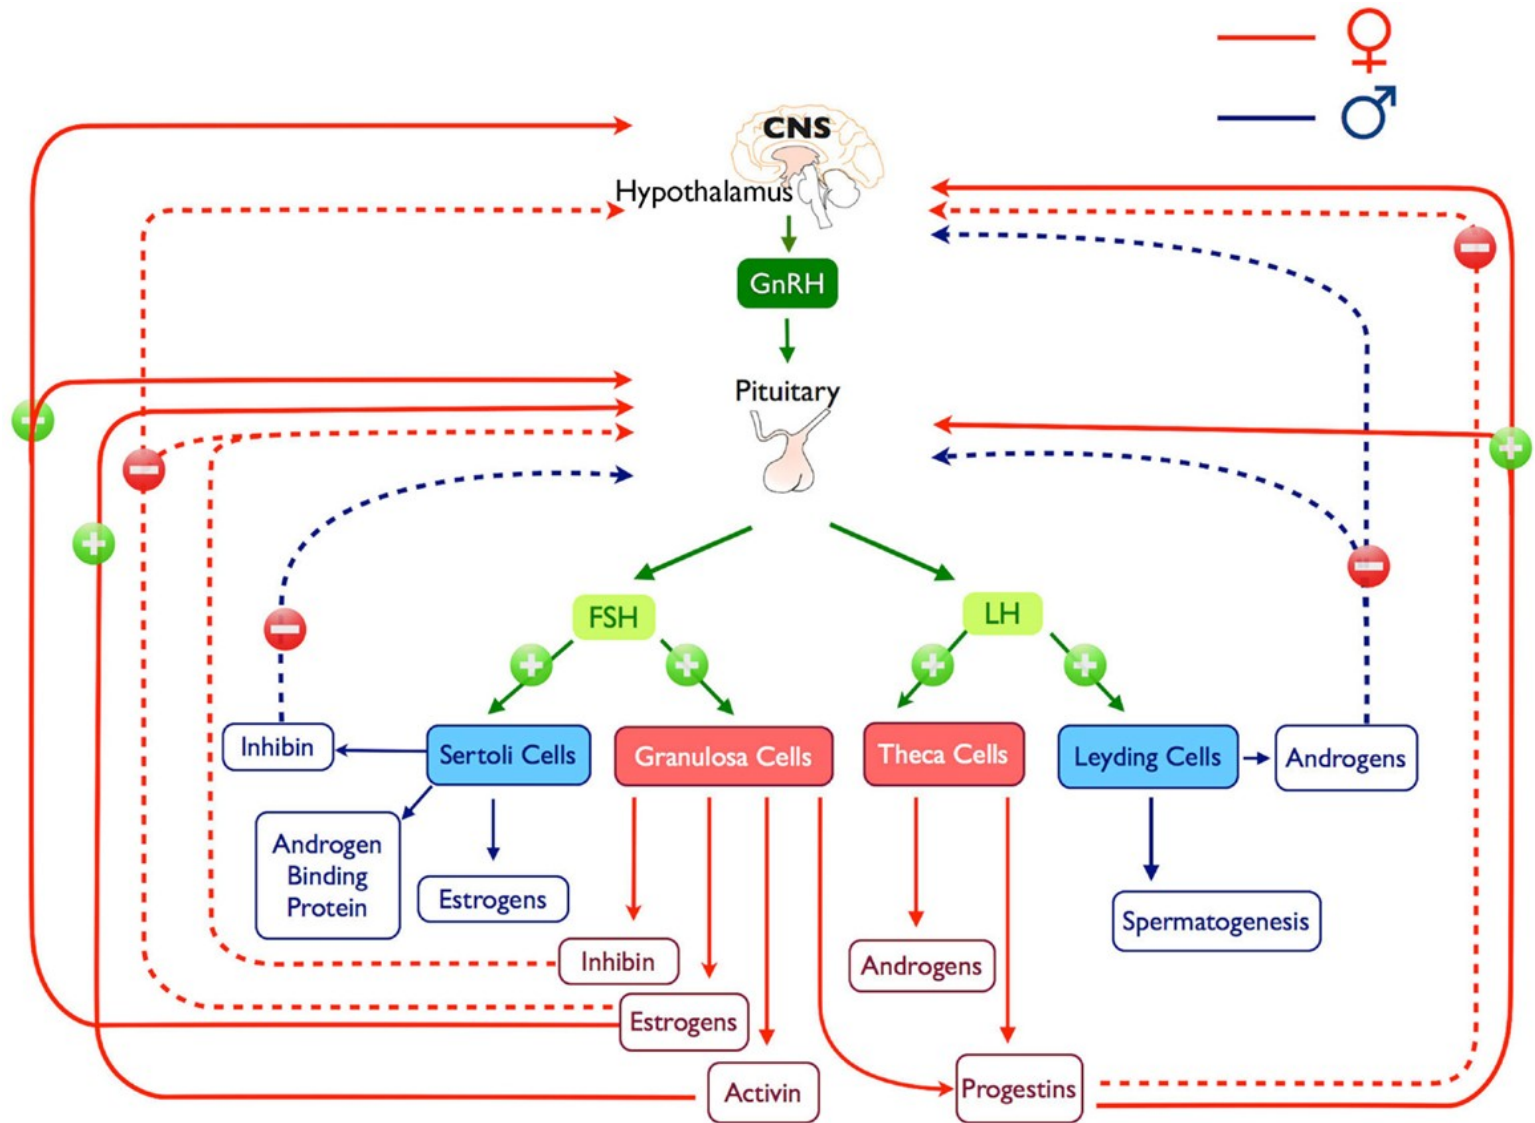 CNS
Hypothalamus
GnRH
Pituitary
FSH
LH
Inhibin
Sertoli Cells
Granulosa Cells
Theca Cells
Leyding Cells
Androgens
Androgen
Binding
Protein
Estrogens
Spermatogenesis
Inhibin
Androgens
Estrogens
Activin
Progestins